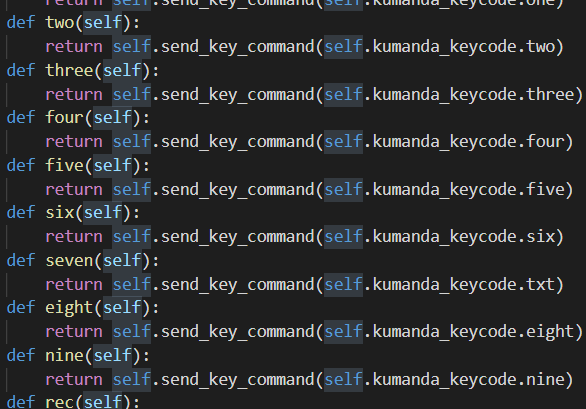 return self.send_key_command(self.kumanda_keycode.one)
def two(self):
return self.send_key_command(self.kumanda_keycode.two)
def three(self):
return self.send_key_command(self.kumanda_keycode.three)
def four(self):
return self.send_key_command(self.kumanda_keycode.four)
def five(self):
return self.send_key_command(self.kumanda_keycode.five)
def six(self):
return self.send_key_command(self.kumanda_keycode.six)
def seven(self):
return self.send_key_command(self.kumanda_keycode.txt)
def eight(self):
return self.send_key_command(self.kumanda_keycode.eight)
def nine(self):
return self.send_key_command(self.kumanda_keycode.nine)
def rec(self):